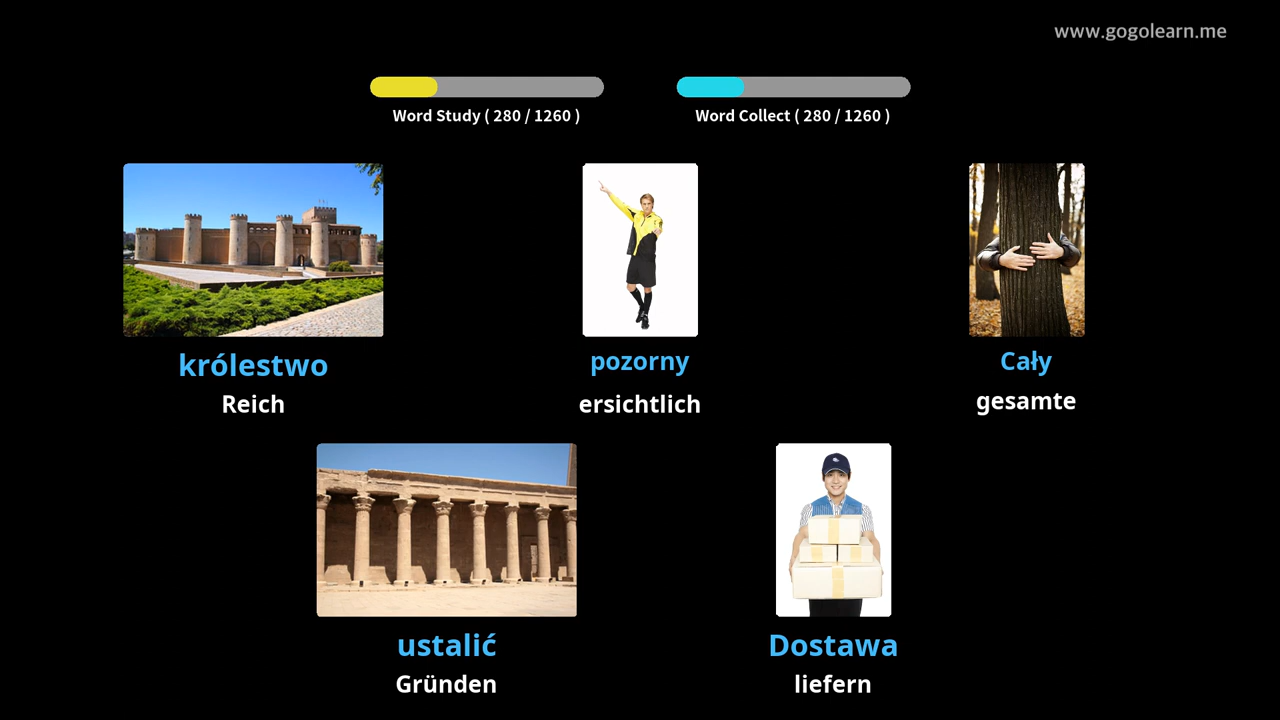 www.gogolearn.me
Word Study ( 280 / 1260 )
Word Collect ( 280 / 1260 )
królestwo
Reich
pozorny
ersichtlich
Cały
gesamte
ustalić
Gründen
Dostawa
liefern